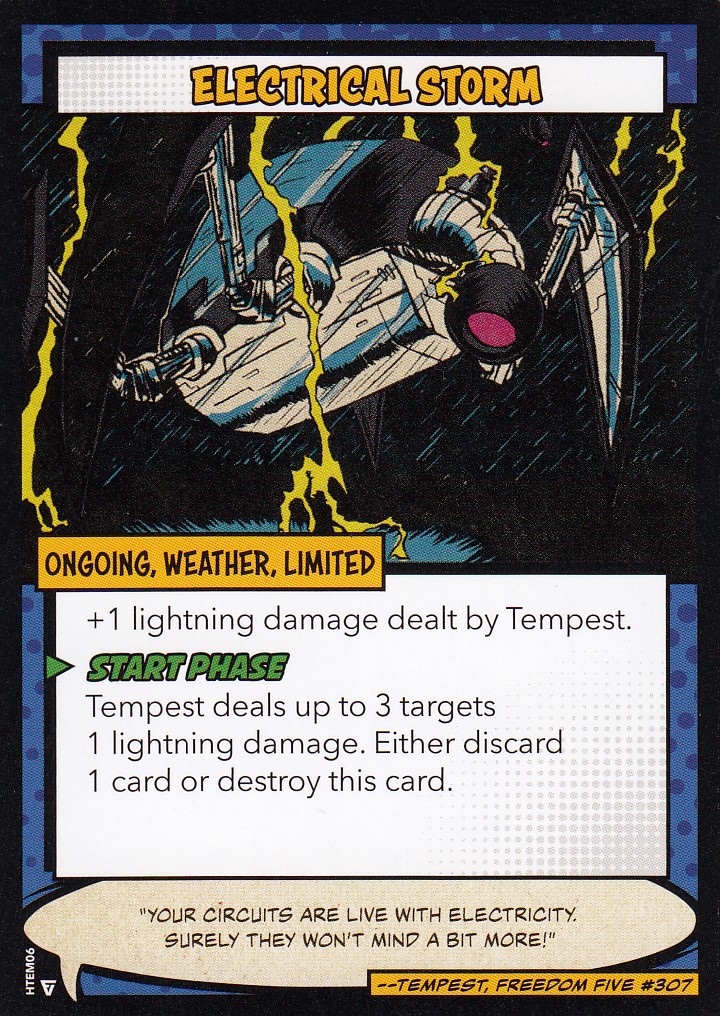 ELECTRICAL STORM
ONGOING, WEATHER, LIMITED
+1 lightning damage dealt by Tempest.
START PHASE
Tempest deals up to 3 targets
1 lightning damage. Either discard
1 card or destroy this card.
"YOUR CIRCUITS ARE LIVE WITH ELECTRICITY.
SURELY THEY WON'T MIND A BIT MORE!"
--TEMPEST, FREEDOM FIVE #307
HTEM06